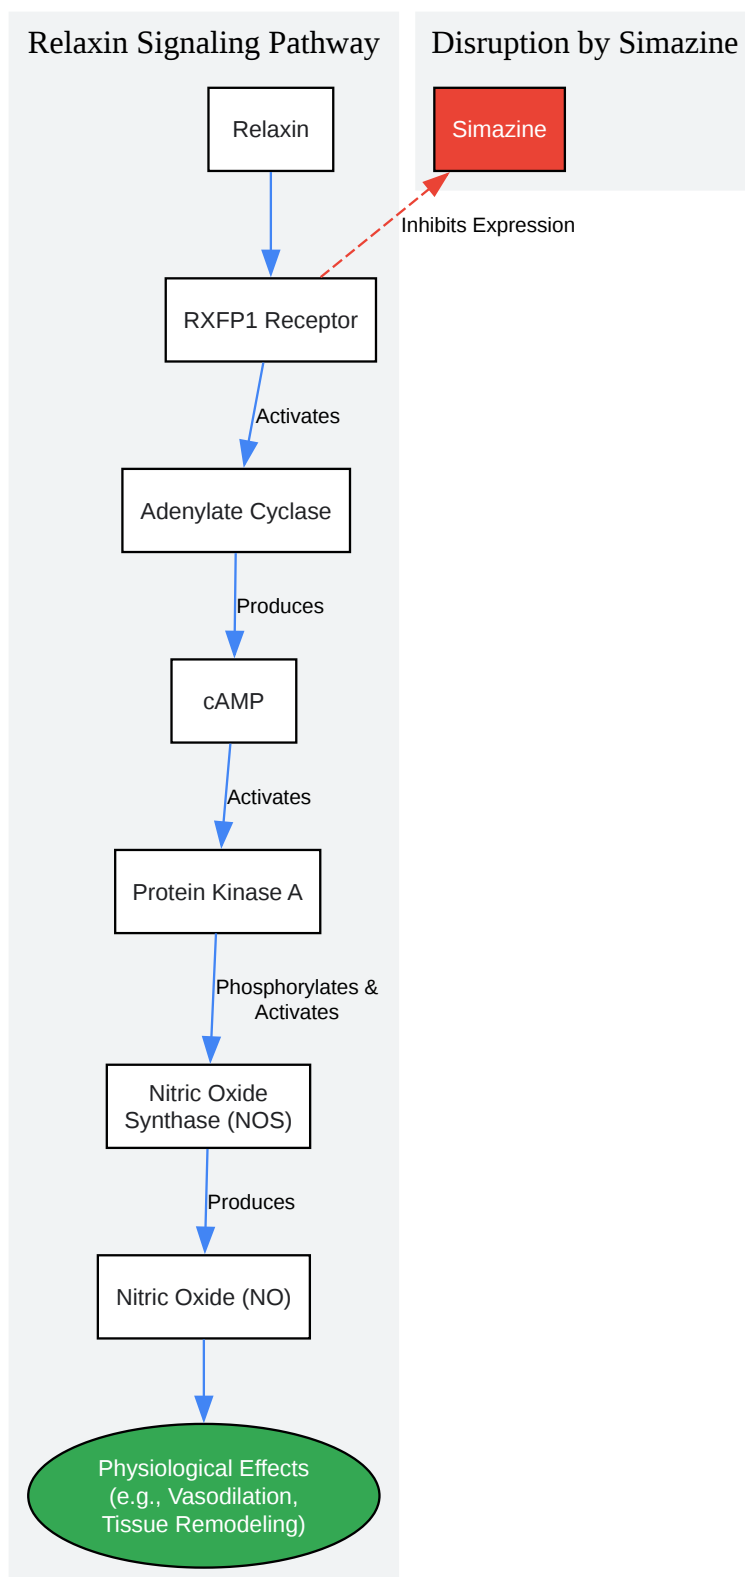 Relaxin Signaling Pathway
Disruption by Simazine
Relaxin
Simazine
Inhibits Expression
RXFP1 Receptor
Activates
Adenylate Cyclase
Produces
cAMP
Activates
Protein Kinase A
Phosphorylates &
Activates
Nitric Oxide
Synthase (NOS)
Produces
Nitric Oxide (NO)
Physiological Effects
(e.g., Vasodilation,
Tissue Remodeling)